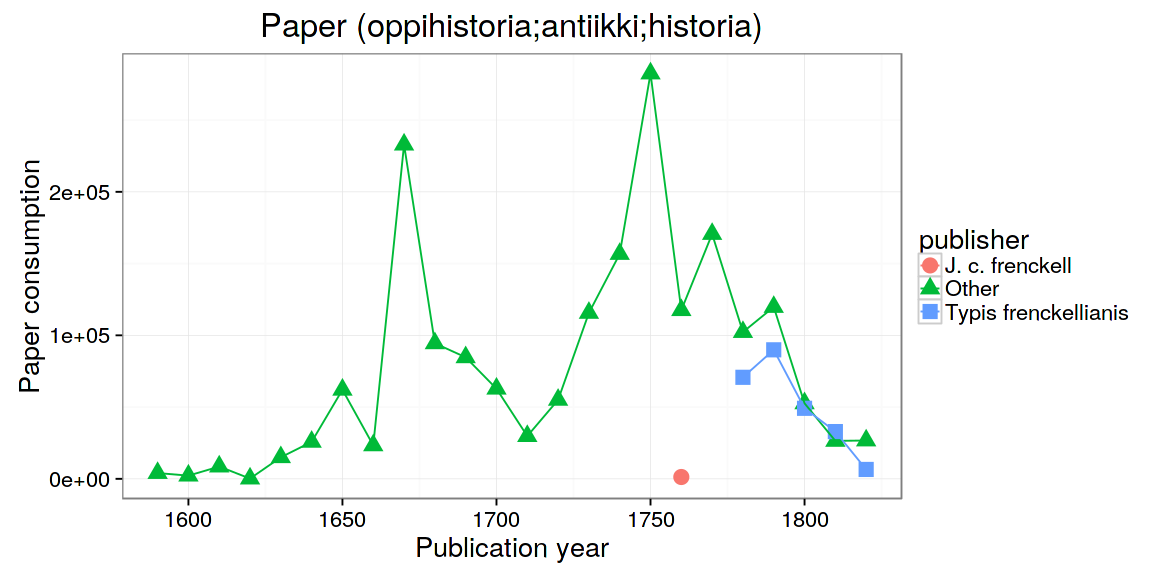 Paper (oppihistoria;antiikki;historia)
Paper consumption
2e+05
1e+05
0e+00
1600 1650 1700 1750 1800
Publication year
publisher
J. c. frenckell
Other
Typis frenckellianis